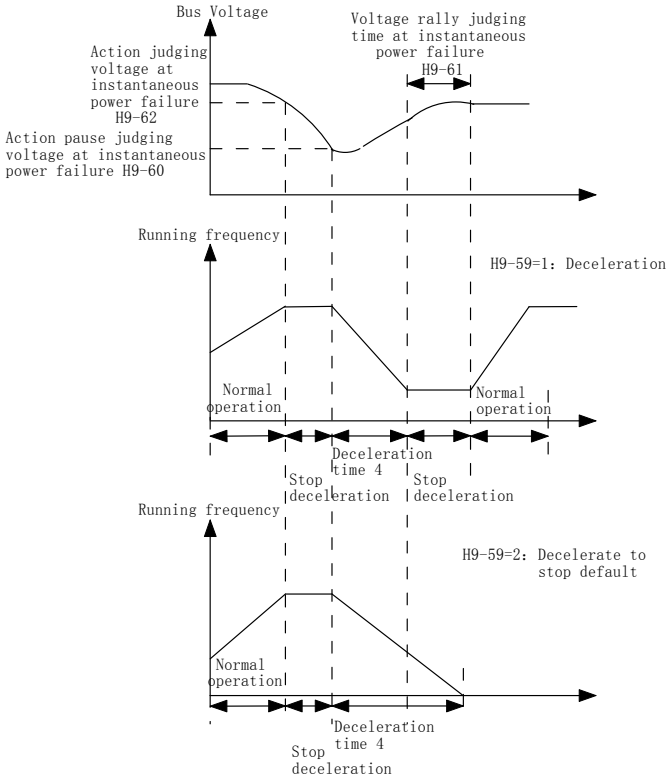 Bus Voltage
Action judging
voltage at
instantaneous
power failure
H9-62
Action pause judging
voltage at instantaneous
power failure H9-60
Voltage rally judging
time at instantaneous
power failure
H9-61
Running frequency
H9-59=1: Deceleration
Normal
operation
Normal
operation
Deceleration
time 4
Stop
deceleration
Stop
deceleration
Running frequency
H9-59=2: Decelerate to
stop default
Normal
operation
Deceleration
time 4
Stop
deceleration